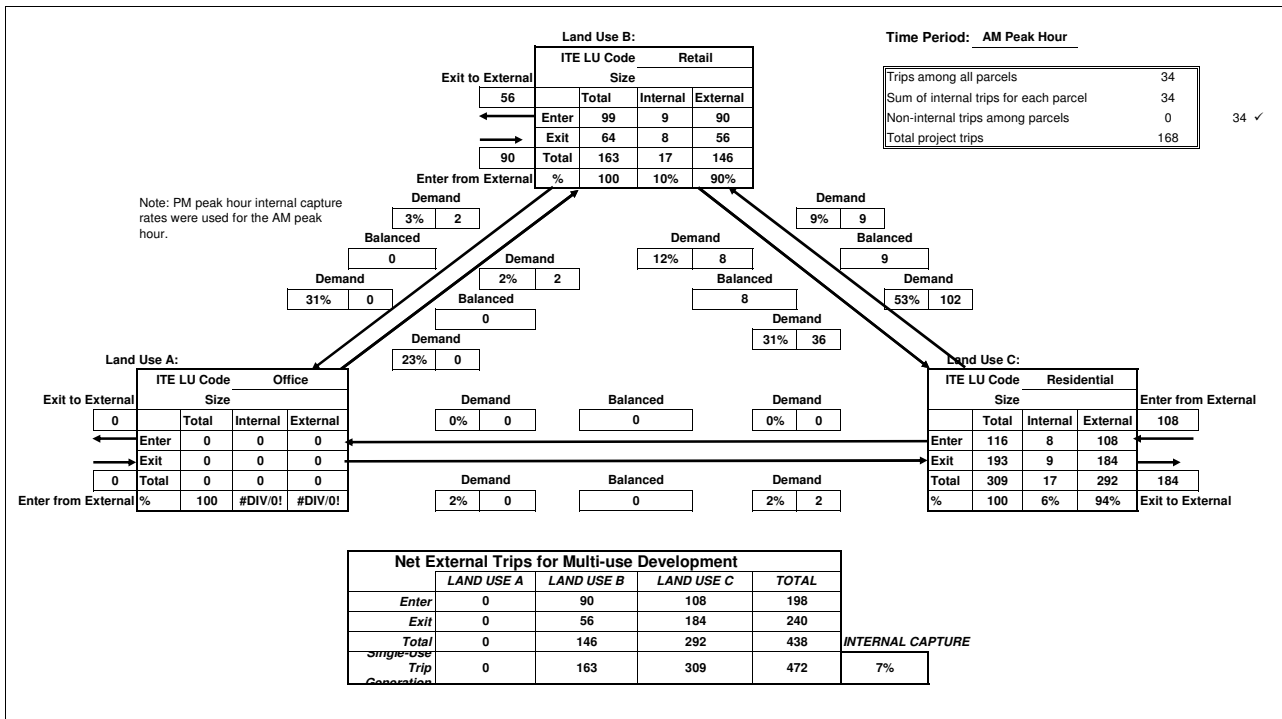 Land Use B:
ITE LU Code Retail
Exit to External Size
56 Total Internal External
Enter 99 9 90
Exit 64 8 56
90 Total 163 17 146
Enter from External % 100 10% 90%
Time Period: AM Peak Hour
Trips among all parcels 34
Sum of internal trips for each parcel 34
Non-internal trips among parcels 0 34 ✓
Total project trips 168
Note: PM peak hour internal capture
rates were used for the AM peak
hour.
Demand
3% 2
Balanced
0
Demand
31% 0
Demand
2% 2
Balanced
0
Demand
23% 0
Demand
12% 8
Balanced
8
Demand
31% 36
Demand
9% 9
Balanced
9
Demand
53% 102
Land Use A:
ITE LU Code Office
Exit to External Size
0 Total Internal External
Enter 0 0 0
Exit 0 0 0
0 Total 0 0 0
Enter from External % 100 #DIV/0! #DIV/0!
Demand Balanced Demand
0% 0 0 0% 0
Demand Balanced Demand
2% 0 0 2% 2
Land Use C:
ITE LU Code Residential
Size Enter from External
Total Internal External 108
Enter 116 8 108
Exit 193 9 184
Total 309 17 292 184
% 100 6% 94% Exit to External
Net External Trips for Multi-use Development
LAND USE A LAND USE B LAND USE C TOTAL
Enter 0 90 108 198
Exit 0 56 184 240
Total 0 146 292 438 INTERNAL CAPTURE
Single-Use
Trip 0 163 309 472 7%
Generation